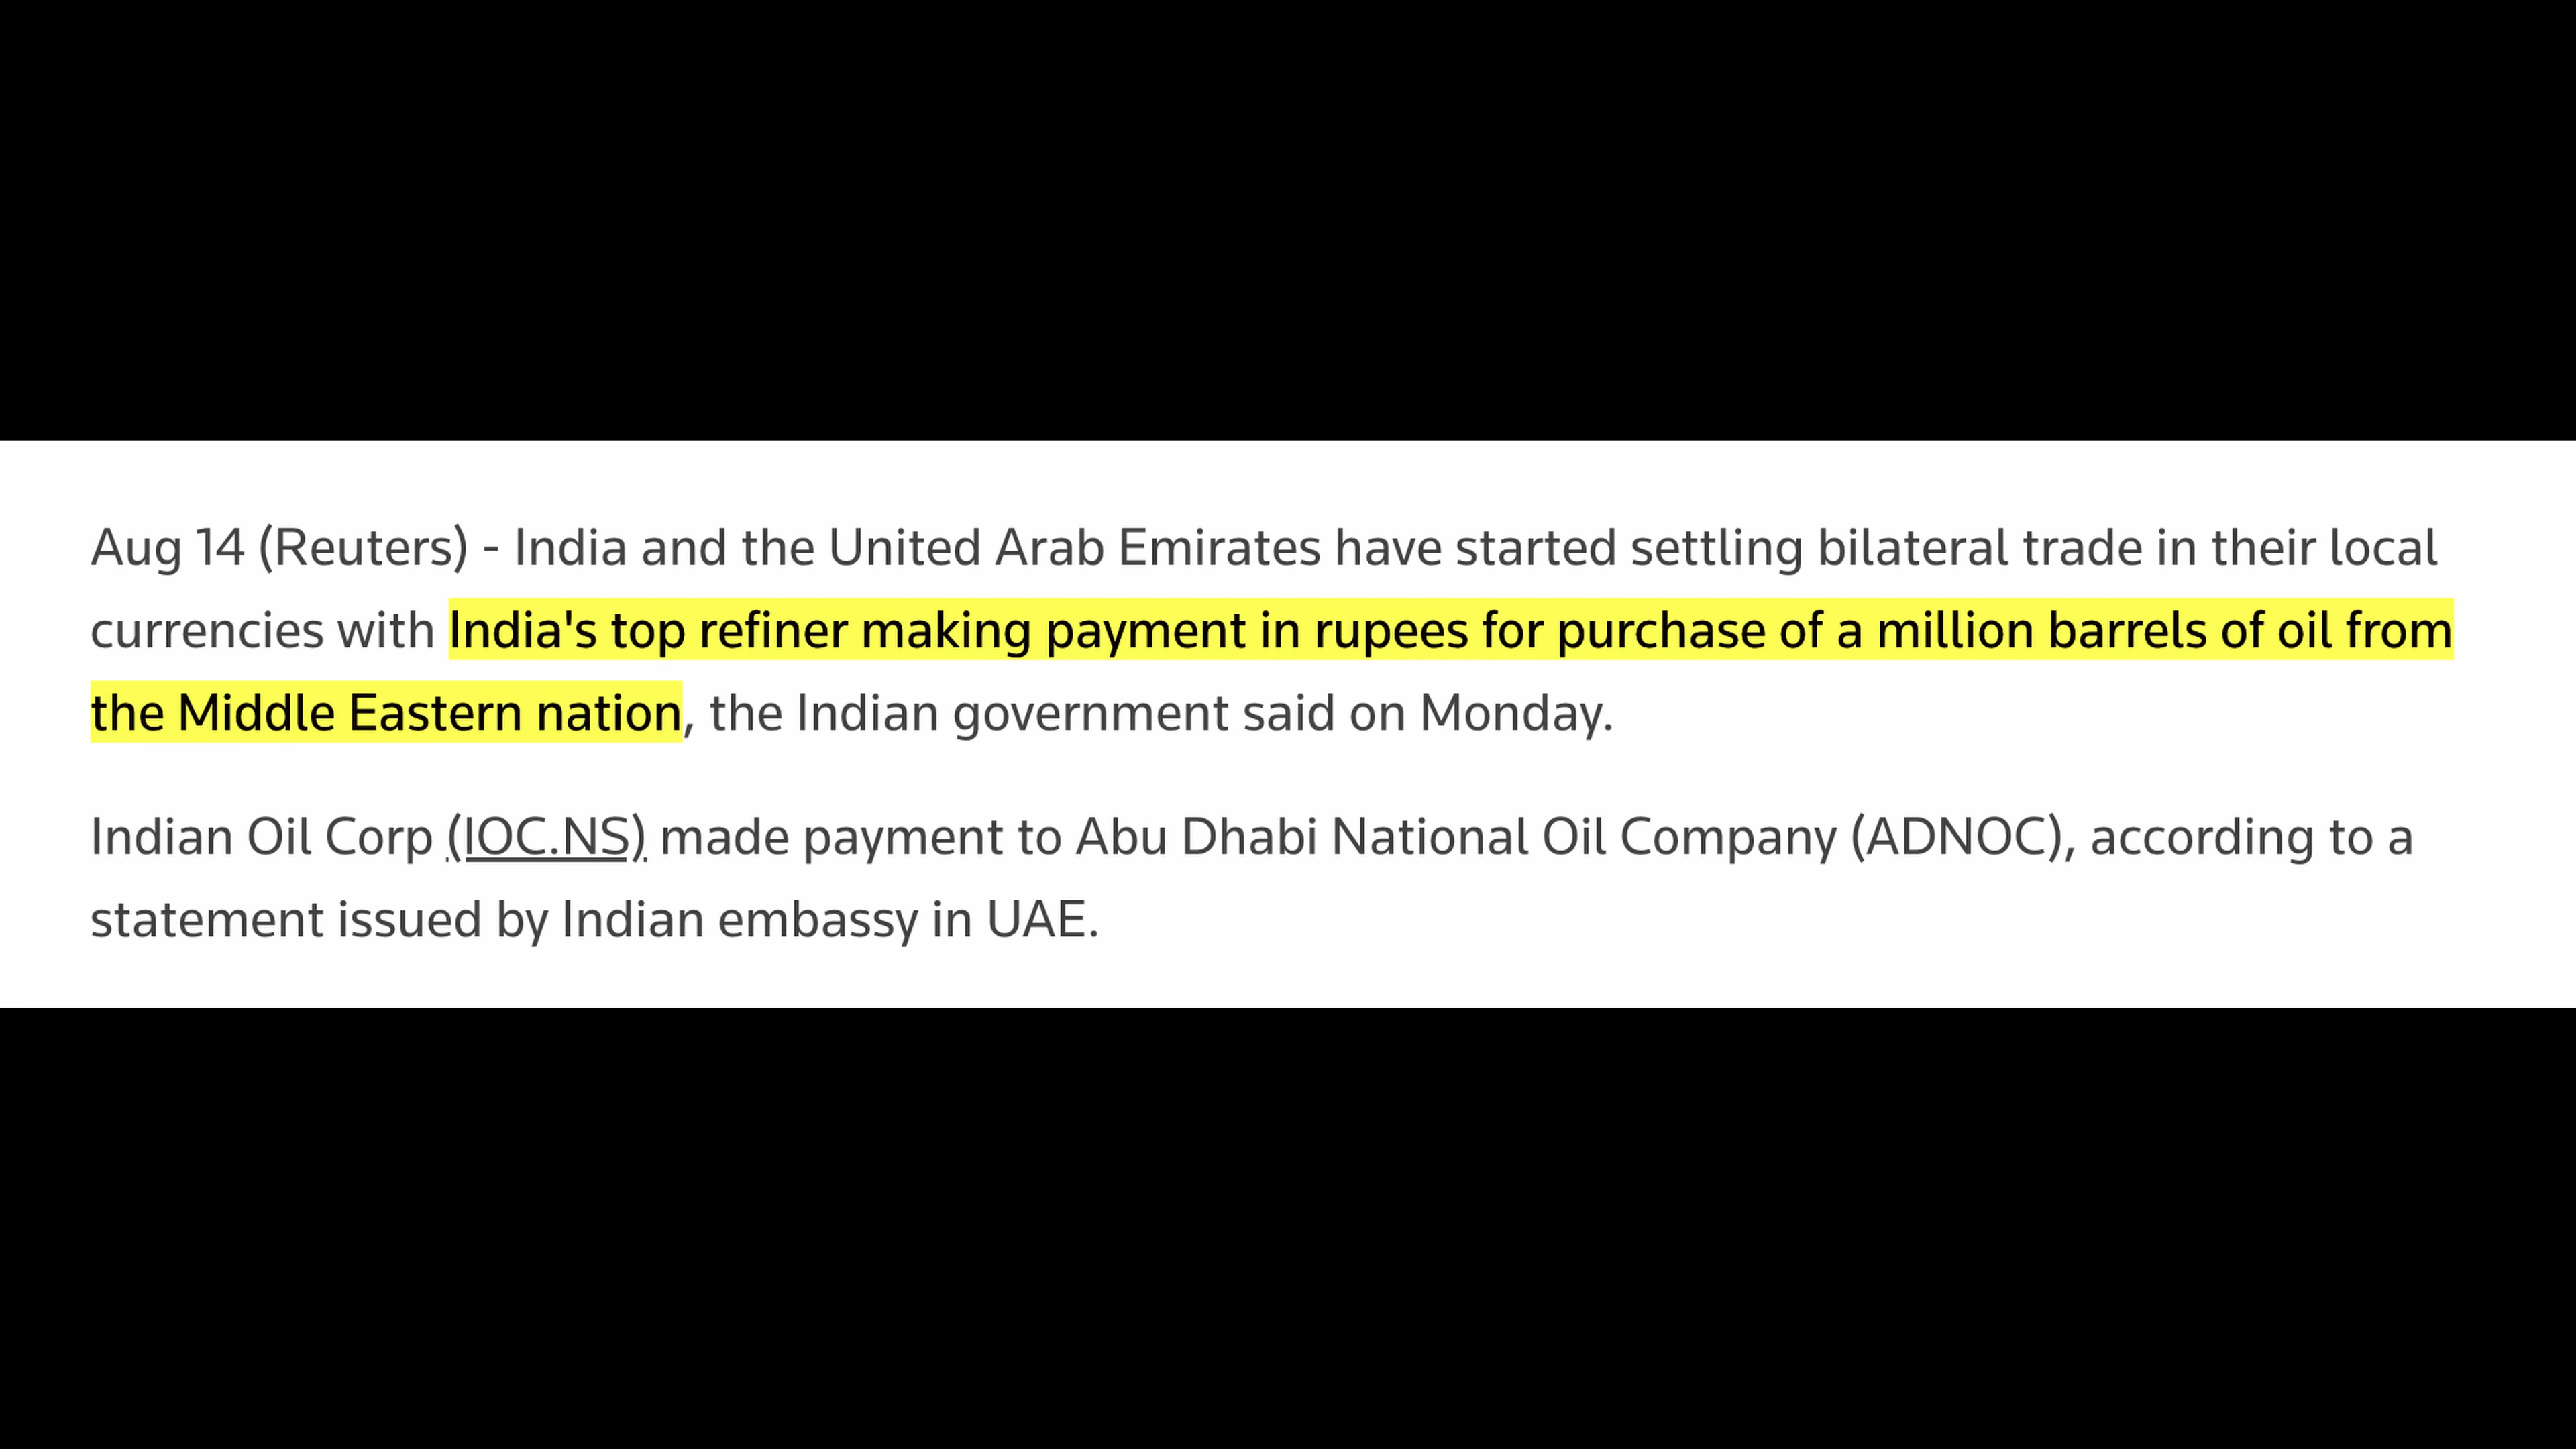 Aug 14 (Reuters) - India and the United Arab Emirates have started settling bilateral trade in their local
currencies with India's top refiner making payment in rupees for purchase of a million barrels of oil from
the Middle Eastern nation, the Indian government said on Monday.
Indian Oil Corp (IOC.NS) made payment to Abu Dhabi National Oil Company (ADNOC), according to a
statement issued by Indian embassy in UAE.